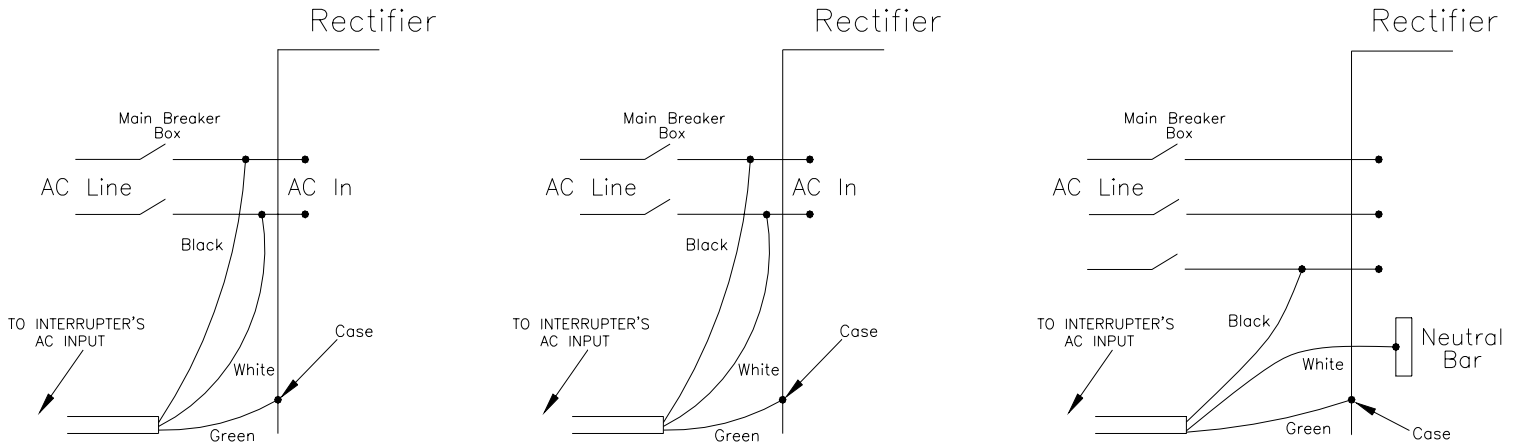 Rectifier
Main Breaker
Box
AC Line
AC In
Black
TO INTERRUPTER'S
AC INPUT
Case
White
Green
Rectifier
Main Breaker
Box
AC Line
AC In
Black
TO INTERRUPTER'S
AC INPUT
Case
White
Green
Rectifier
Main Breaker
Box
AC Line
TO INTERRUPTER'S
AC INPUT
Black
Neutral
Bar
White
Green
Case